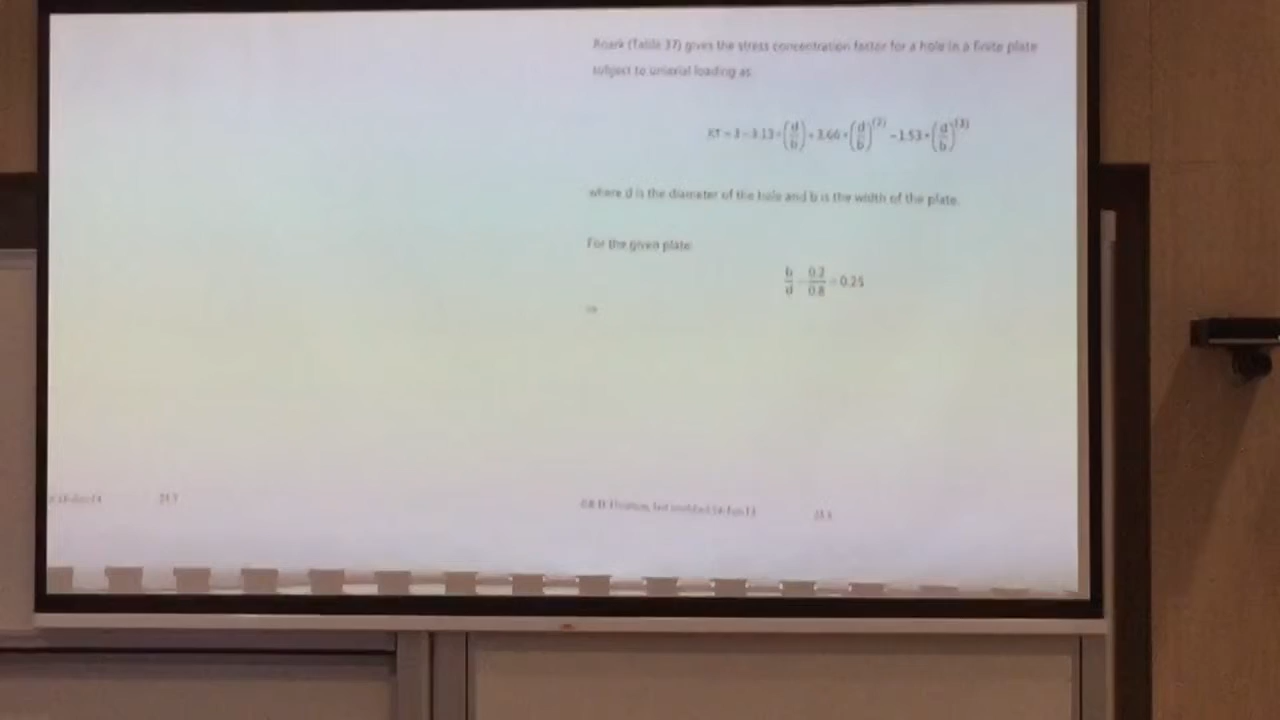 Roark (Table 37) gives the stress concentration factor for a hole in a finite plate
subject to uniaxial loading as:
KT = 3 - 3.13 * (d/b) + 3.66 * (d/b)^(2) - 1.53 * (d/b)^(3)
where d is the diameter of the hole and b is the width of the plate.
For the given plate:
b/d = 0.2/0.8 = 0.25
⇒